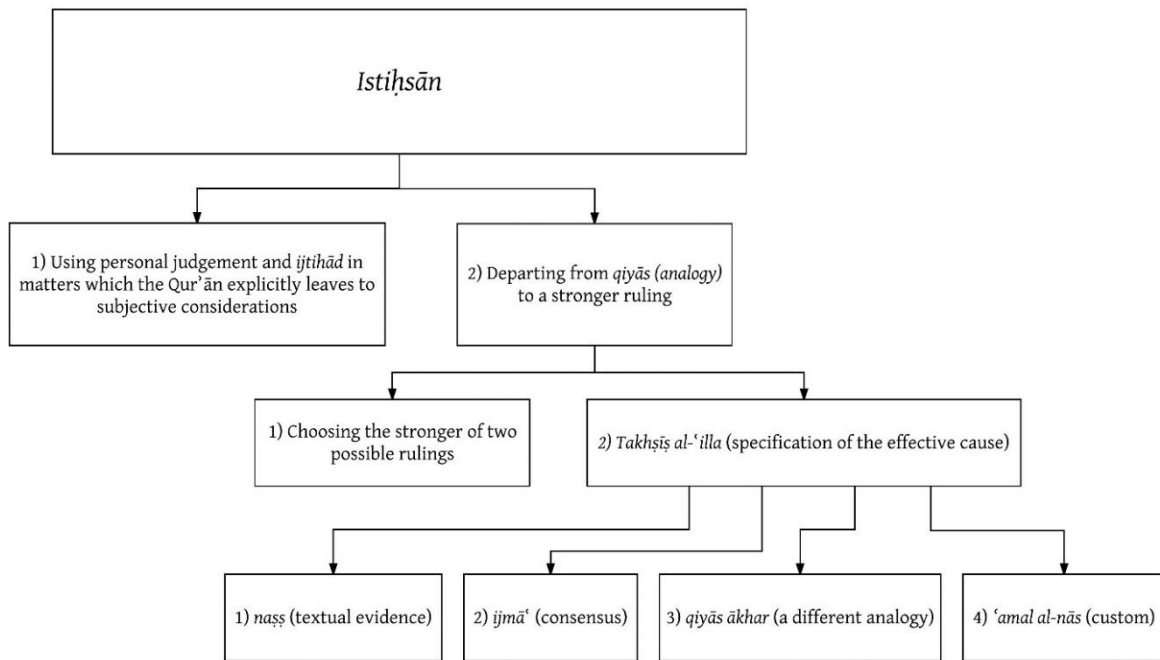 Istiḥsān
1) Using personal judgement and ijtihād in
matters which the Qurʾān explicitly leaves to
subjective considerations
2) Departing from qiyās (analogy)
to a stronger ruling
1) Choosing the stronger of two
possible rulings
2) Takhṣīṣ al-ʿilla (specification of the effective cause)
1) naṣṣ (textual evidence)
2) ijmāʿ (consensus)
3) qiyās ākhar (a different analogy)
4) ʿamal al-nās (custom)